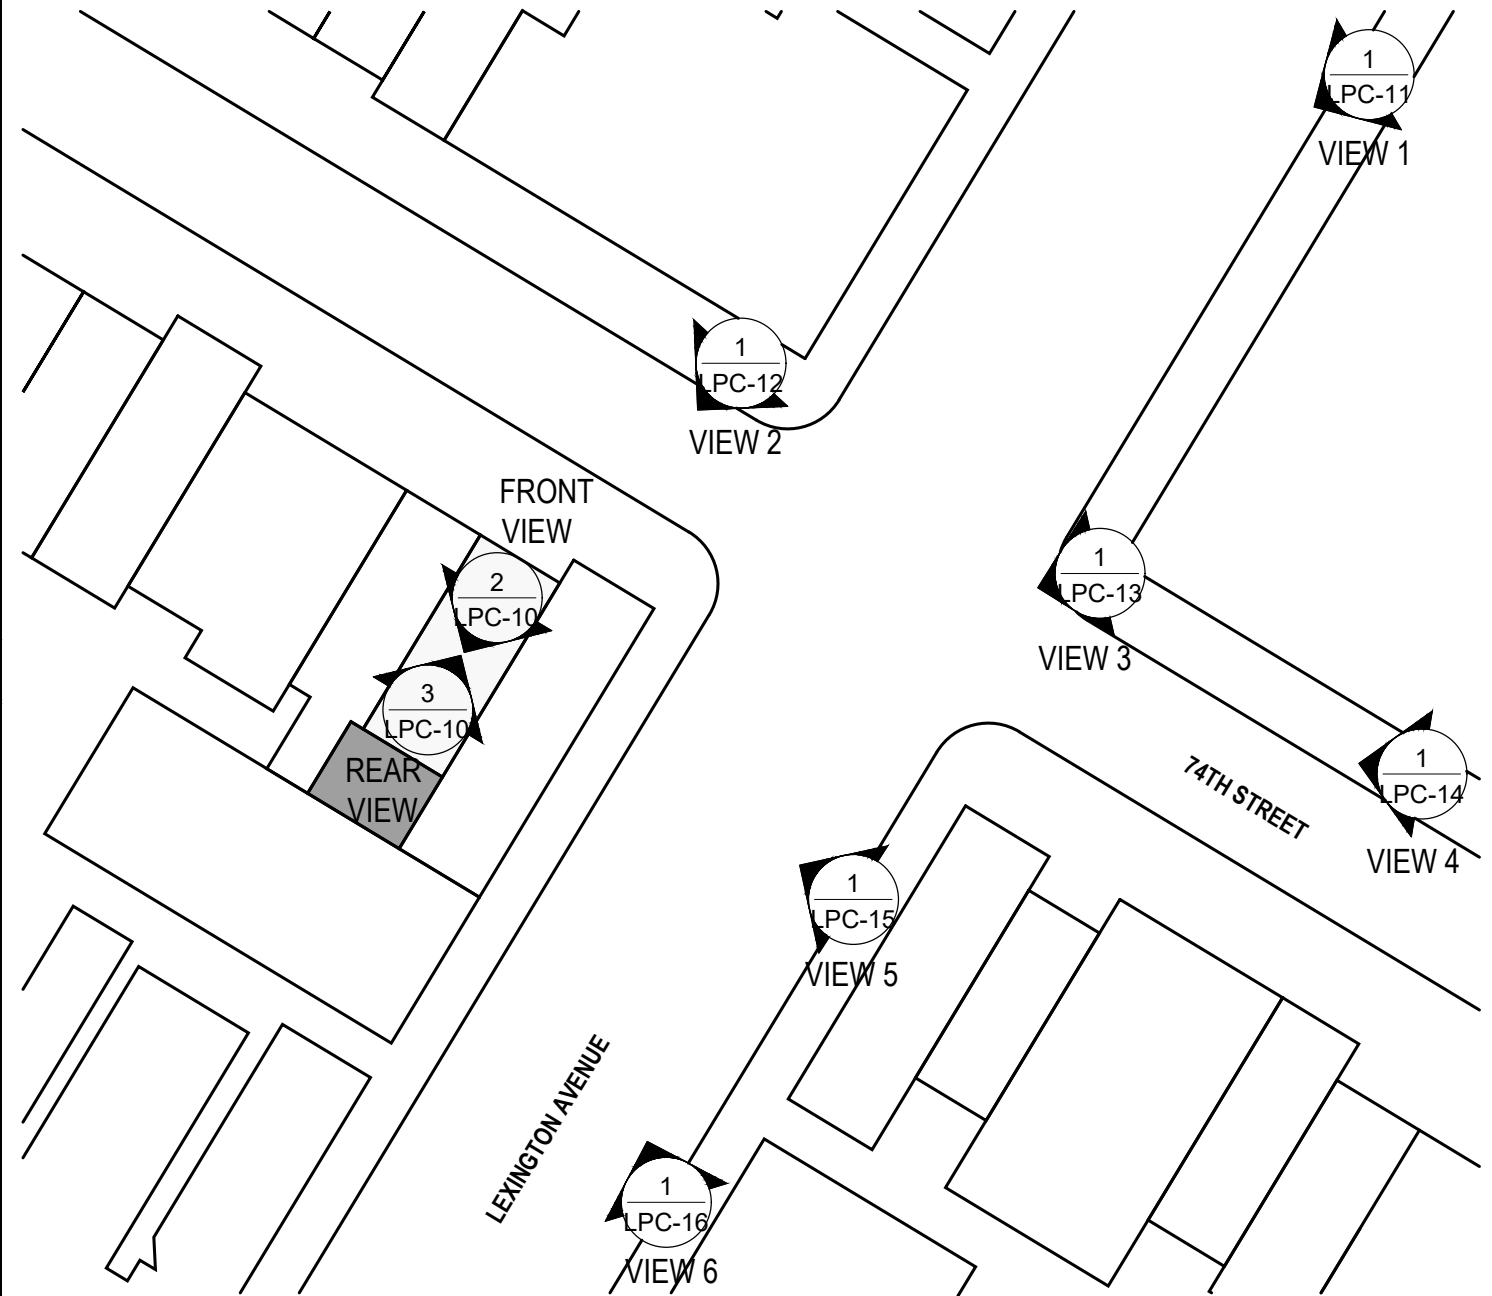 1
LPC-11
VIEW 1
1
LPC-12
VIEW 2
FRONT
VIEW
2
LPC-10
1
LPC-13
VIEW 3
3
LPC-10
REAR
VIEW
74TH STREET
1
LPC-14
VIEW 4
1
LPC-15
VIEW 5
LEXINGTON AVENUE
1
LPC-16
VIEW 6